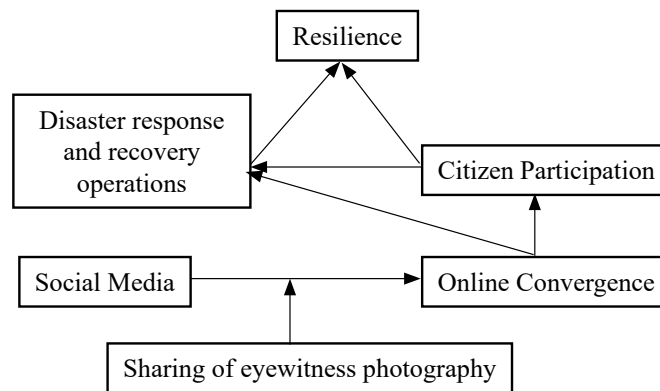 Resilience
Disaster response
and recovery
operations
Citizen Participation
Social Media
Online Convergence
Sharing of eyewitness photography